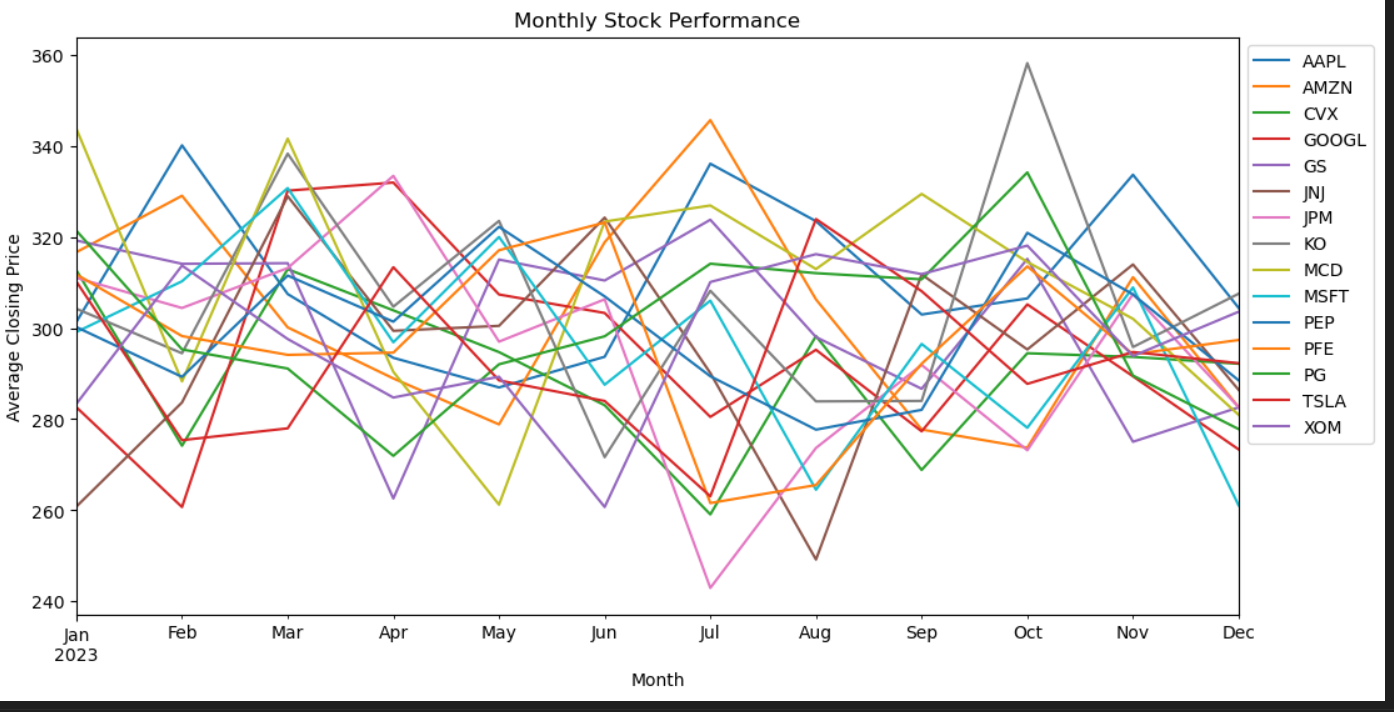 Monthly Stock Performance
360
340
320
300
280
260
240
Average Closing Price
Jan Feb Mar Apr May Jun Jul Aug Sep Oct Nov Dec
2023
Month
AAPL
AMZN
CVX
GOOGL
GS
JNJ
JPM
KO
MCD
MSFT
PEP
PFE
PG
TSLA
XOM